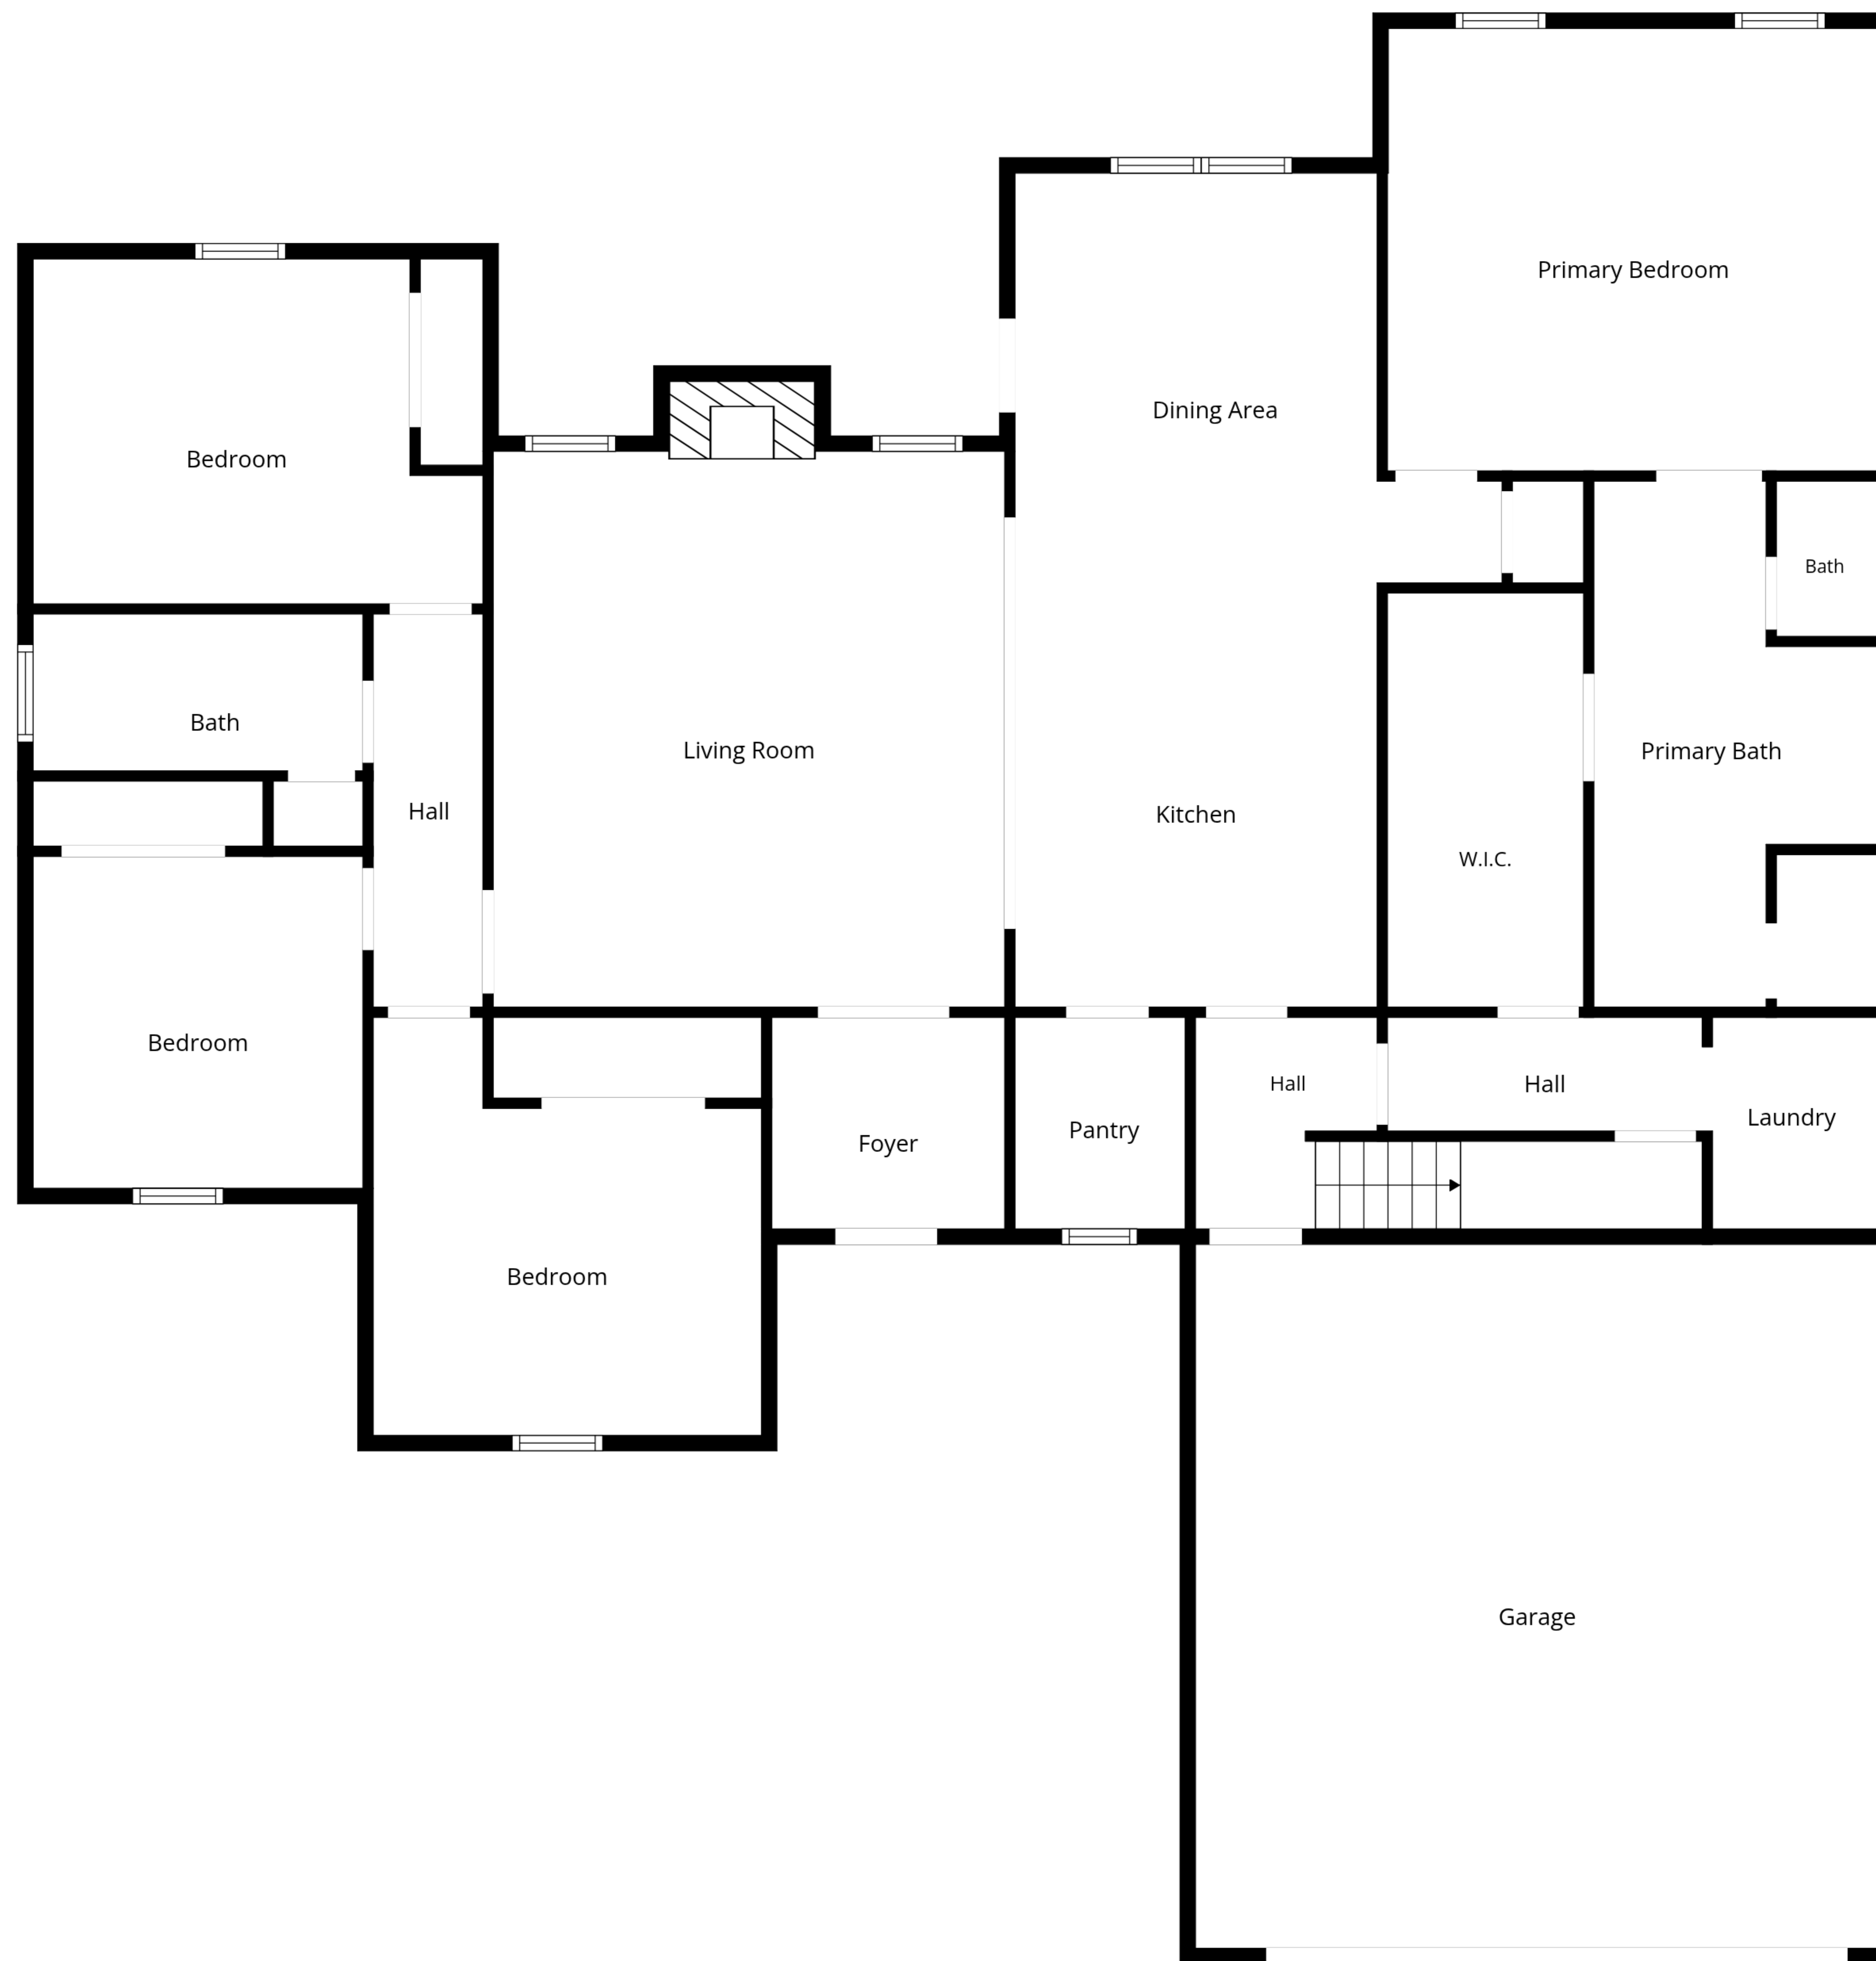 Primary Bedroom
Dining Area
Bedroom
Bath
Bath
Living Room
Primary Bath
Hall
Kitchen
W.I.C.
Bedroom
Hall
Hall
Laundry
Pantry
Foyer
Bedroom
Garage